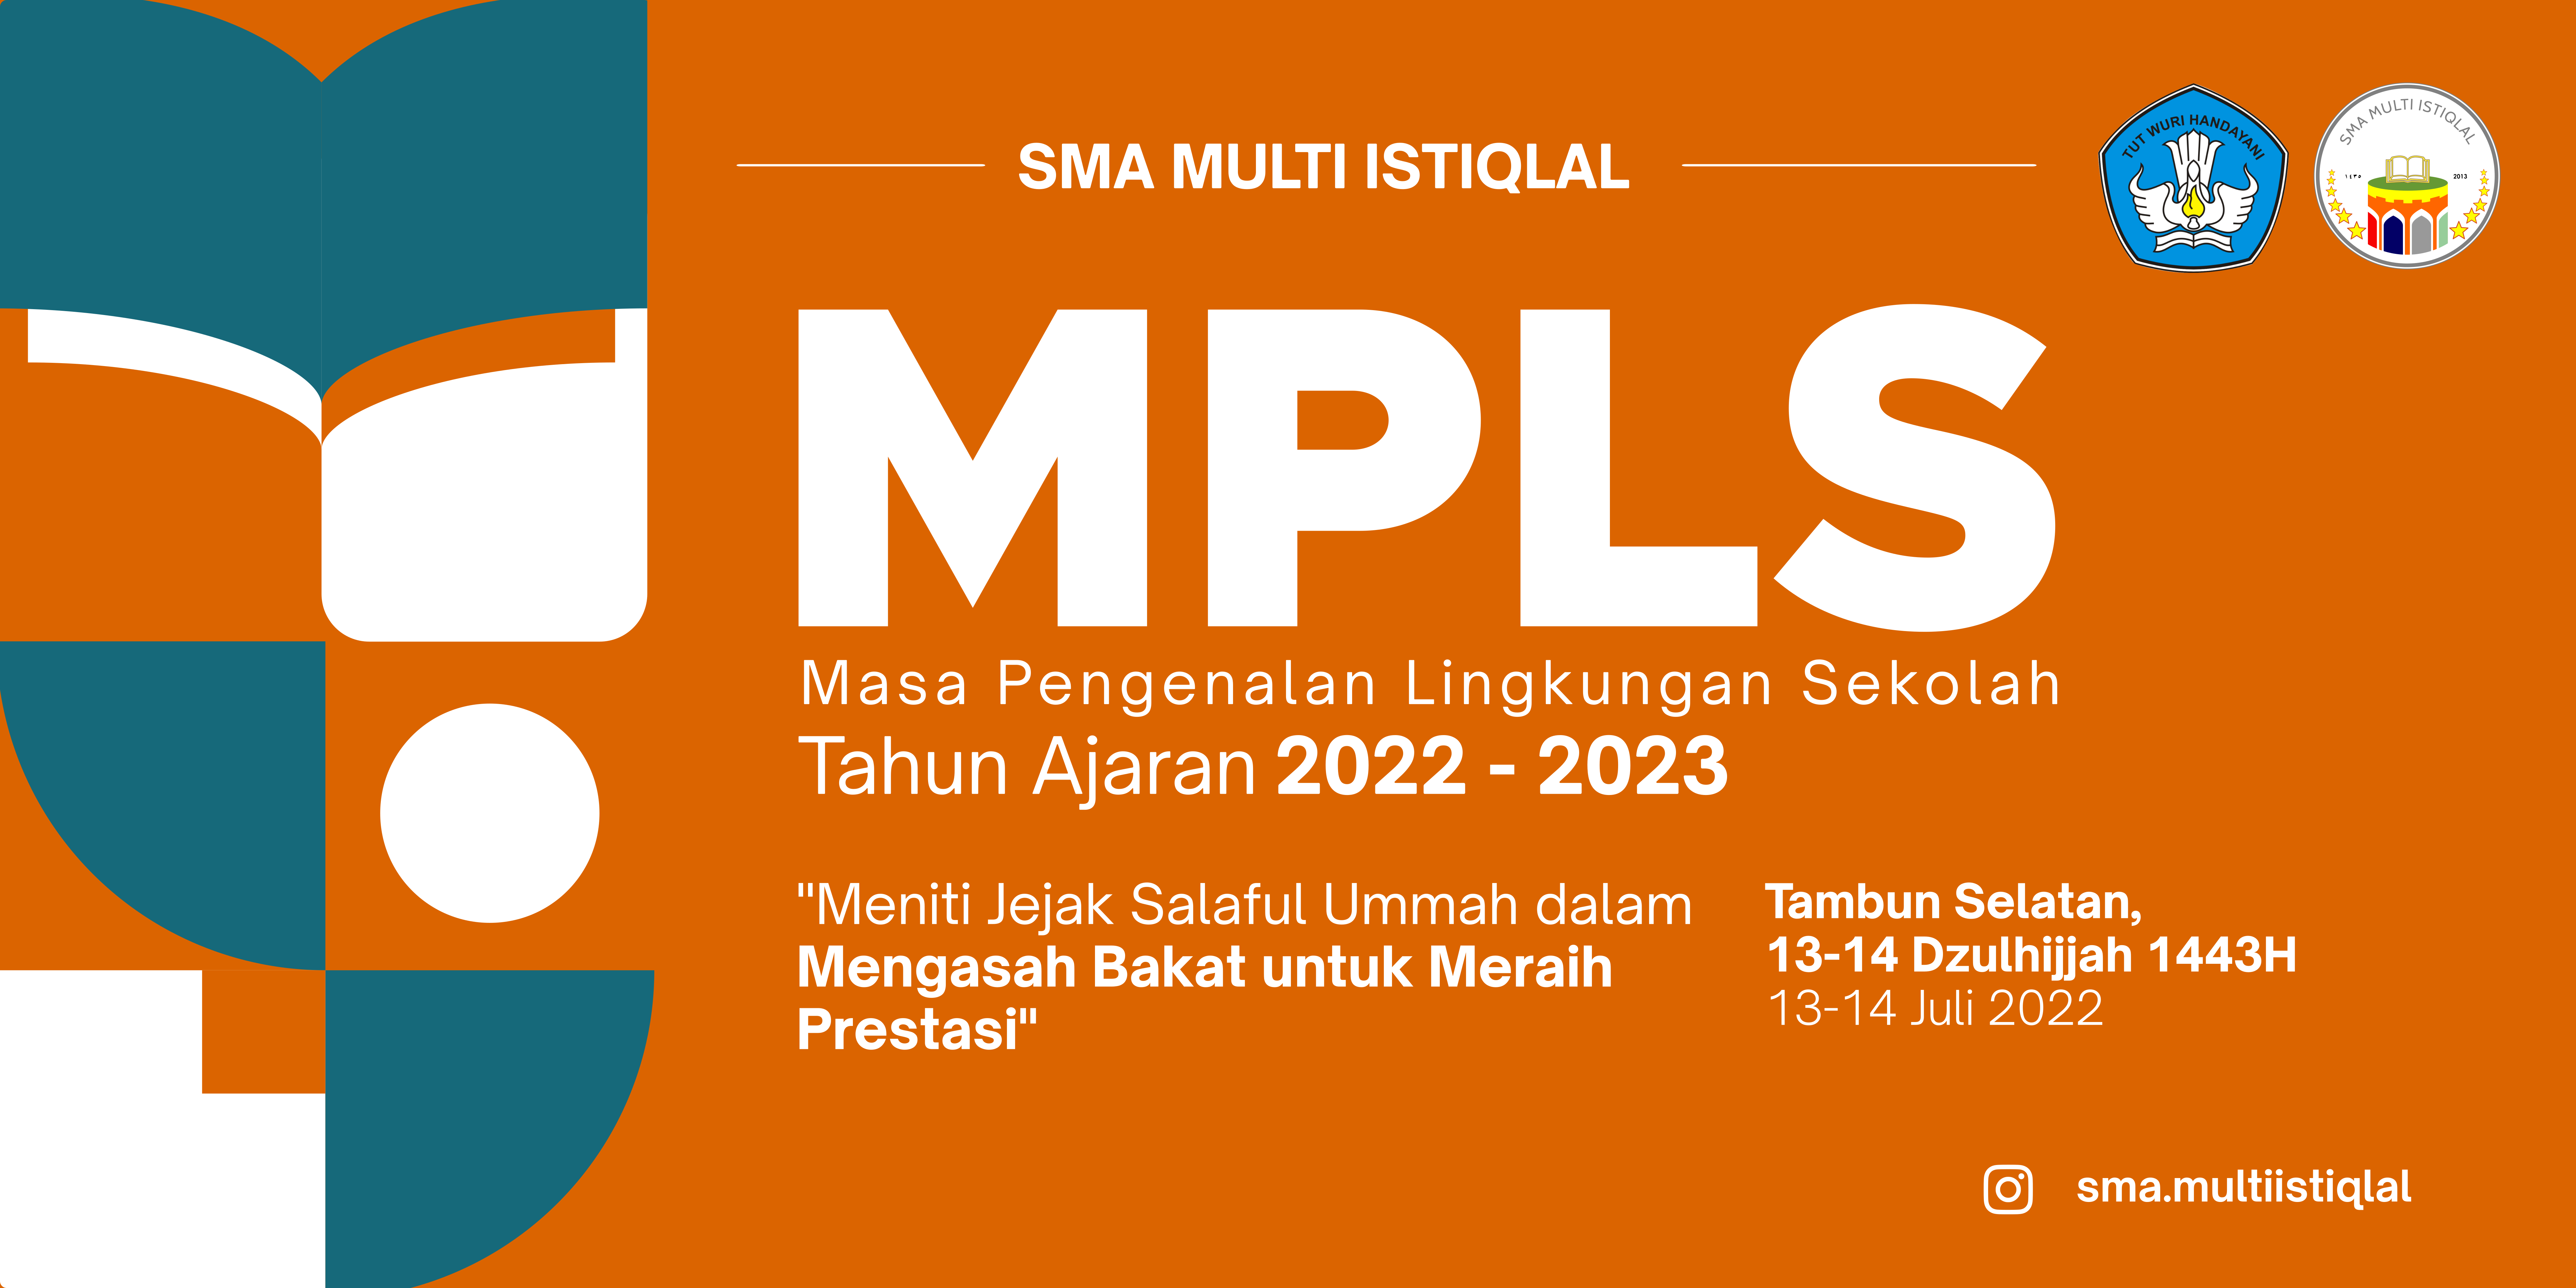 SMA MULTI ISTIQLAL
TUT WURI HANDAYANI
SMA MULTI ISTIQLAL
١٤٣٥
2013
MPLS
Masa Pengenalan Lingkungan Sekolah
Tahun Ajaran 2022 - 2023
"Meniti Jejak Salaful Ummah dalam
Mengasah Bakat untuk Meraih
Prestasi"
Tambun Selatan,
13-14 Dzulhijjah 1443H
13-14 Juli 2022
sma.multiistiqlal